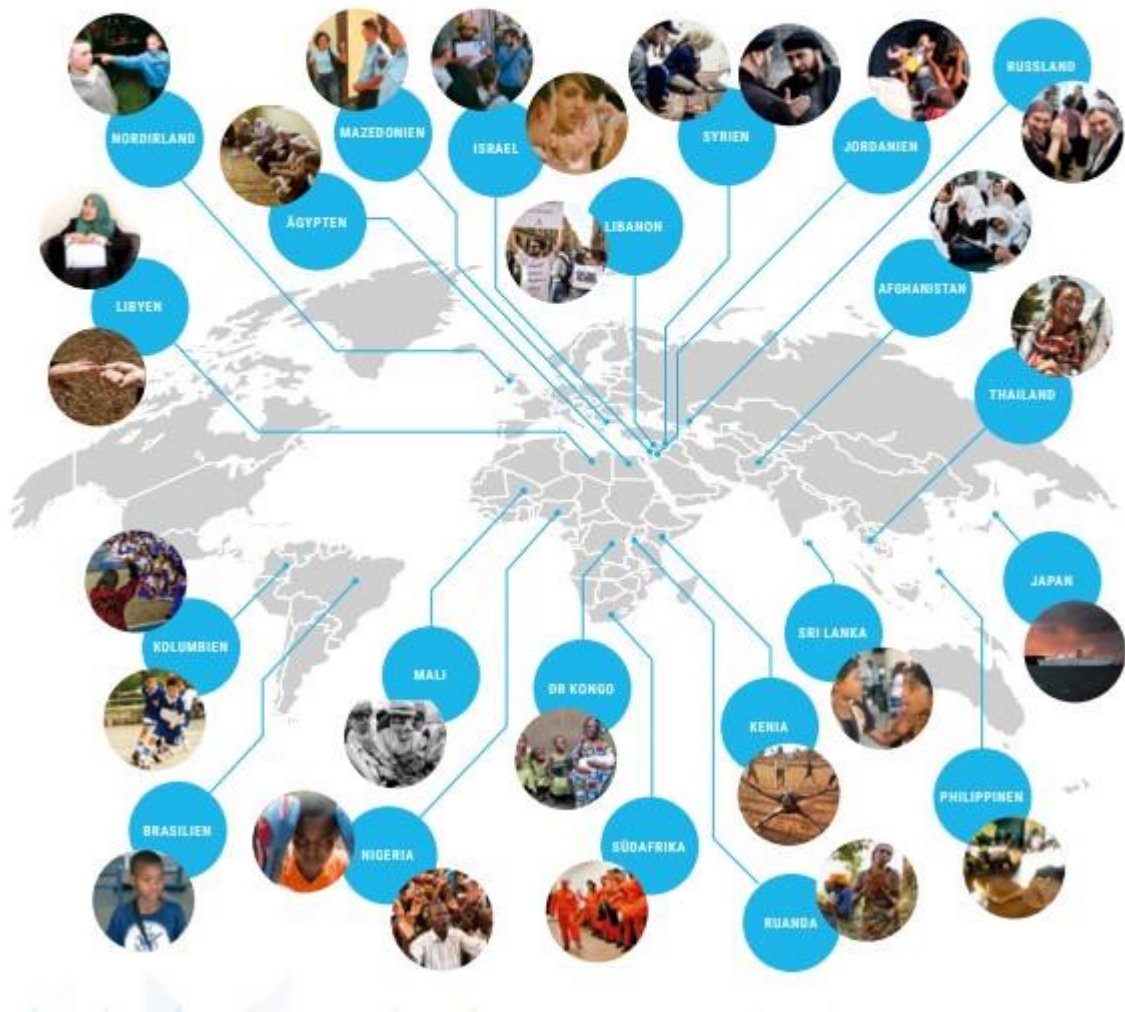 NORDIRLAND
MAZEDONIEN
ISRAEL
SYRIEN
JORDANIEN
RUSSLAND
ÄGYPTEN
LIBANON
LIBYEN
AFGHANISTAN
THAILAND
KOLUMBIEN
MALI
DR KONGO
KENIA
SRI LANKA
JAPAN
BRASILIEN
NIGERIA
SÜDAFRIKA
RUANDA
PHILIPPINEN